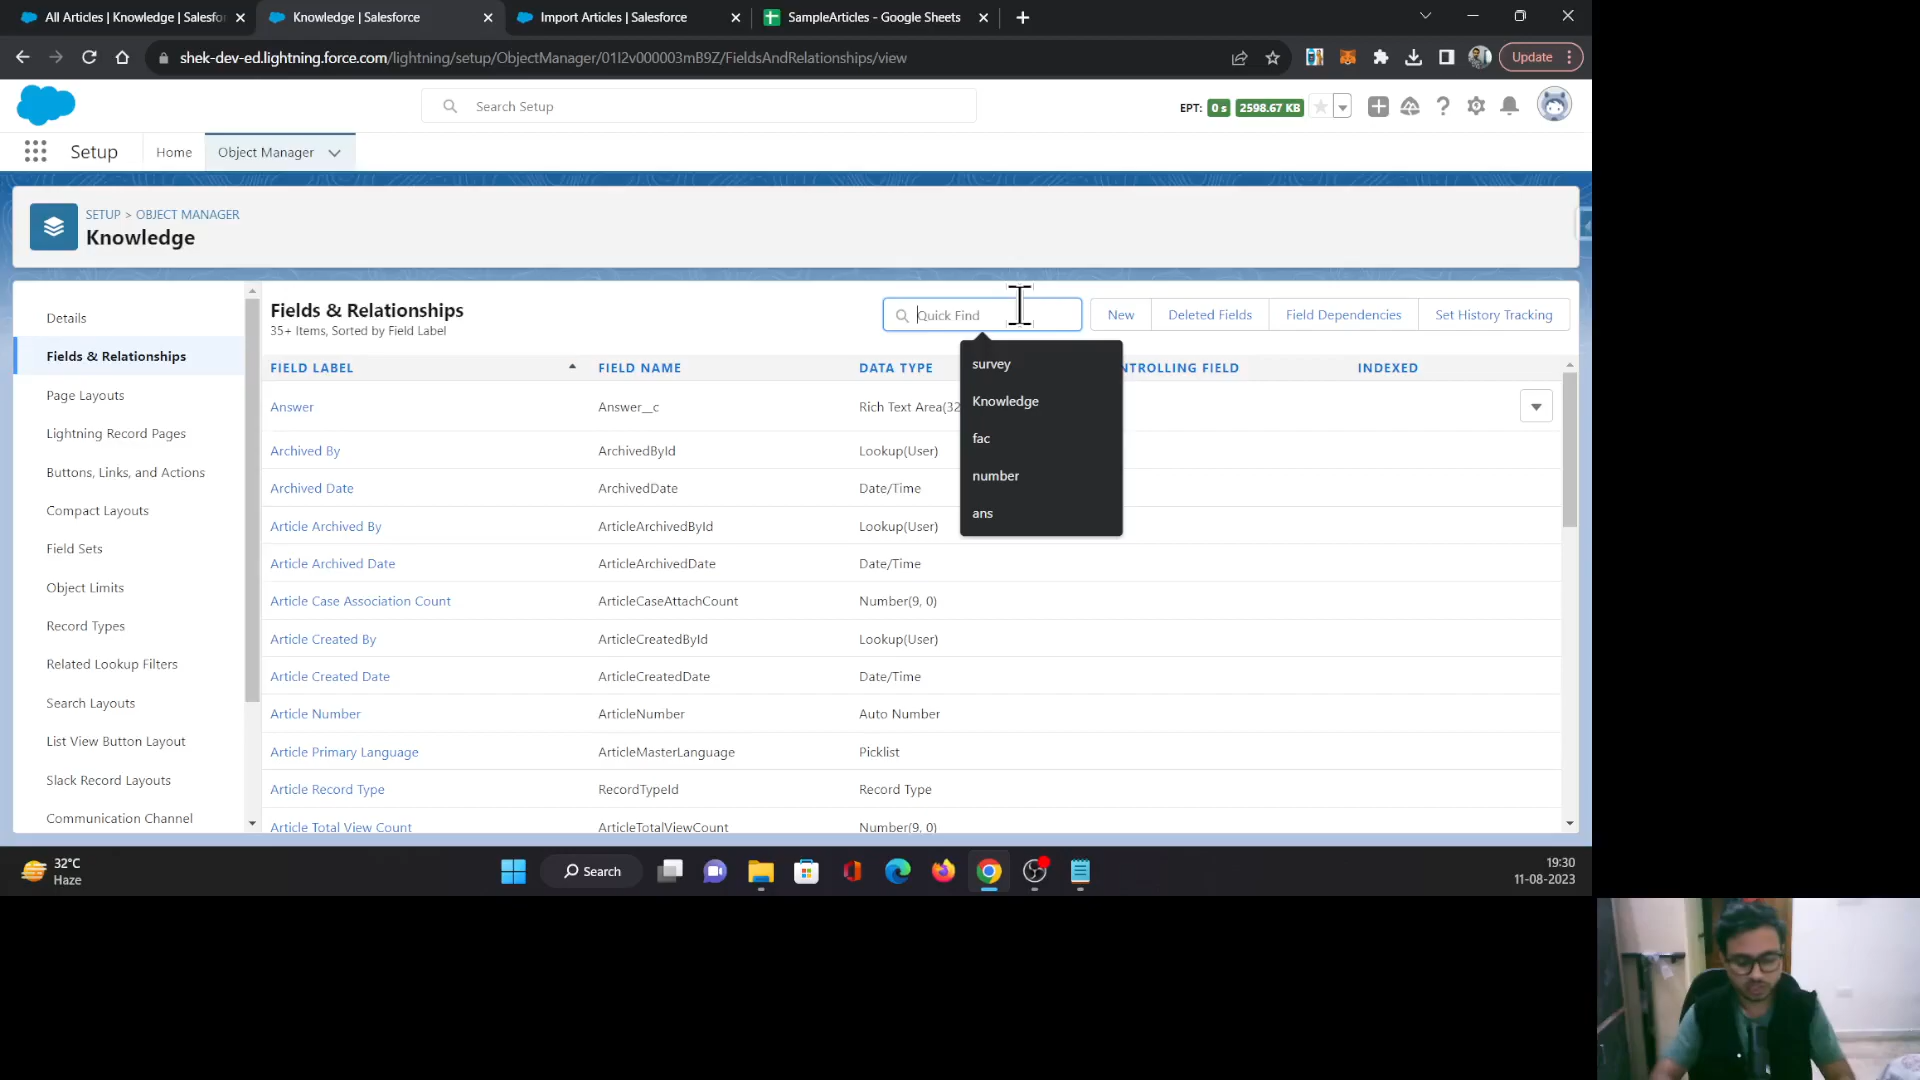 All Articles | Knowledge | Salesfo
Knowledge | Salesforce
Import Articles | Salesforce
SampleArticles - Google Sheets
shek-dev-ed.lightning.force.com/lightning/setup/ObjectManager/01I2v000003mB9Z/FieldsAndRelationships/view
Update
Search Setup
EPT: 0 s 2598.67 KB
Setup
Home
Object Manager
SETUP > OBJECT MANAGER
Knowledge
Details
Fields & Relationships
Page Layouts
Lightning Record Pages
Buttons, Links, and Actions
Compact Layouts
Field Sets
Object Limits
Record Types
Related Lookup Filters
Search Layouts
List View Button Layout
Slack Record Layouts
Communication Channel
Fields & Relationships
35+ Items, Sorted by Field Label
Quick Find
New
Deleted Fields
Field Dependencies
Set History Tracking
survey
Knowledge
fac
number
ans
FIELD LABEL FIELD NAME DATA TYPE NTROLLING FIELD INDEXED
Answer Answer__c Rich Text Area(32
Archived By ArchivedById Lookup(User)
Archived Date ArchivedDate Date/Time
Article Archived By ArticleArchivedById Lookup(User)
Article Archived Date ArticleArchivedDate Date/Time
Article Case Association Count ArticleCaseAttachCount Number(9, 0)
Article Created By ArticleCreatedById Lookup(User)
Article Created Date ArticleCreatedDate Date/Time
Article Number ArticleNumber Auto Number
Article Primary Language ArticleMasterLanguage Picklist
Article Record Type RecordTypeId Record Type
Article Total View Count ArticleTotalViewCount Number(9, 0)
32°C
Haze
Search
19:30
11-08-2023